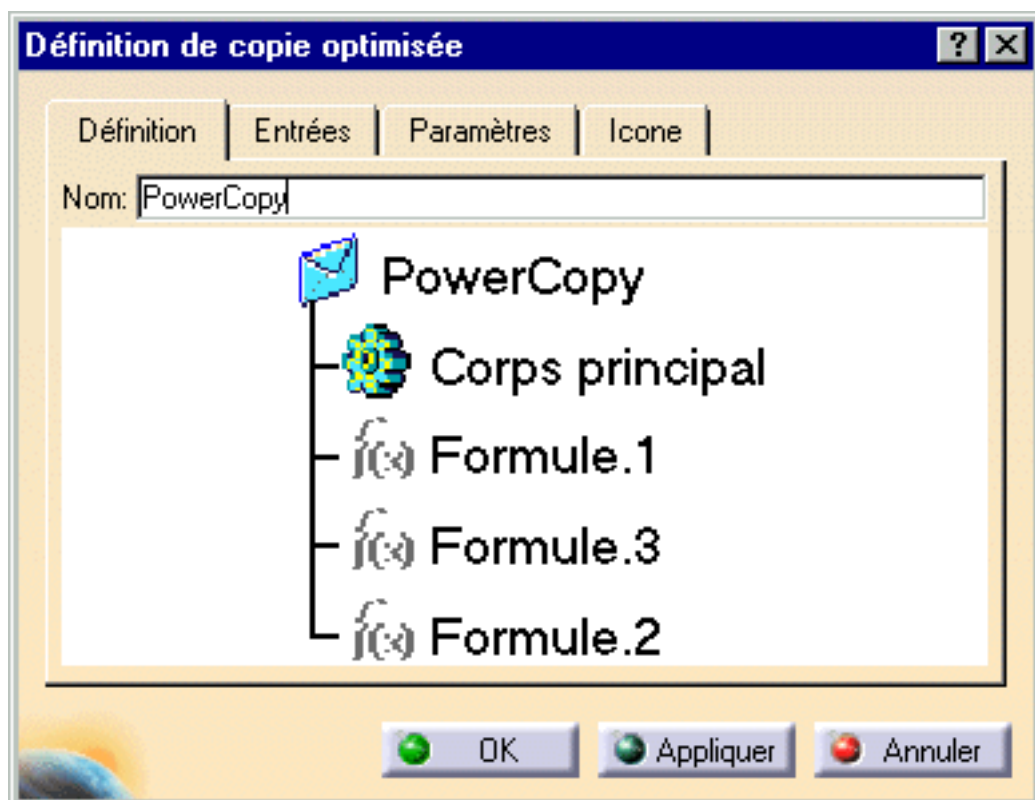 Définition de copie optimisée
Définition Entrées Paramètres Icone
Nom: PowerCopy
PowerCopy
Corps principal
f(x) Formule.1
f(x) Formule.3
f(x) Formule.2
OK Appliquer Annuler